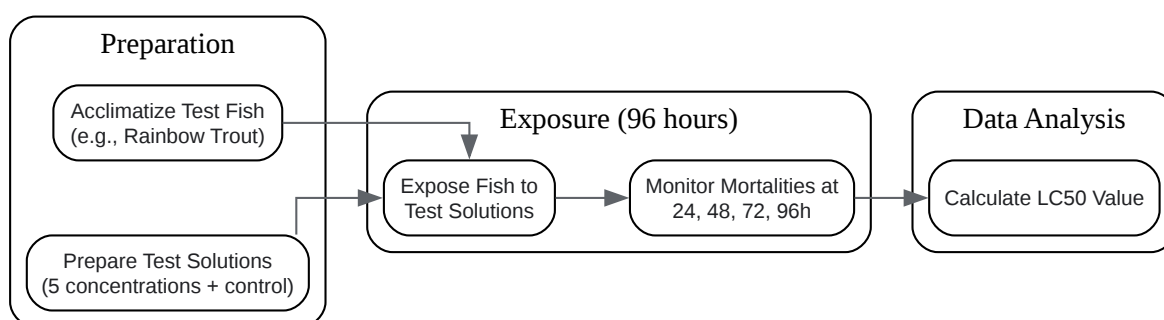 Preparation
Acclimatize Test Fish
(e.g., Rainbow Trout)
Prepare Test Solutions
(5 concentrations + control)
Exposure (96 hours)
Expose Fish to
Test Solutions
Monitor Mortalities at
24, 48, 72, 96h
Data Analysis
Calculate LC50 Value